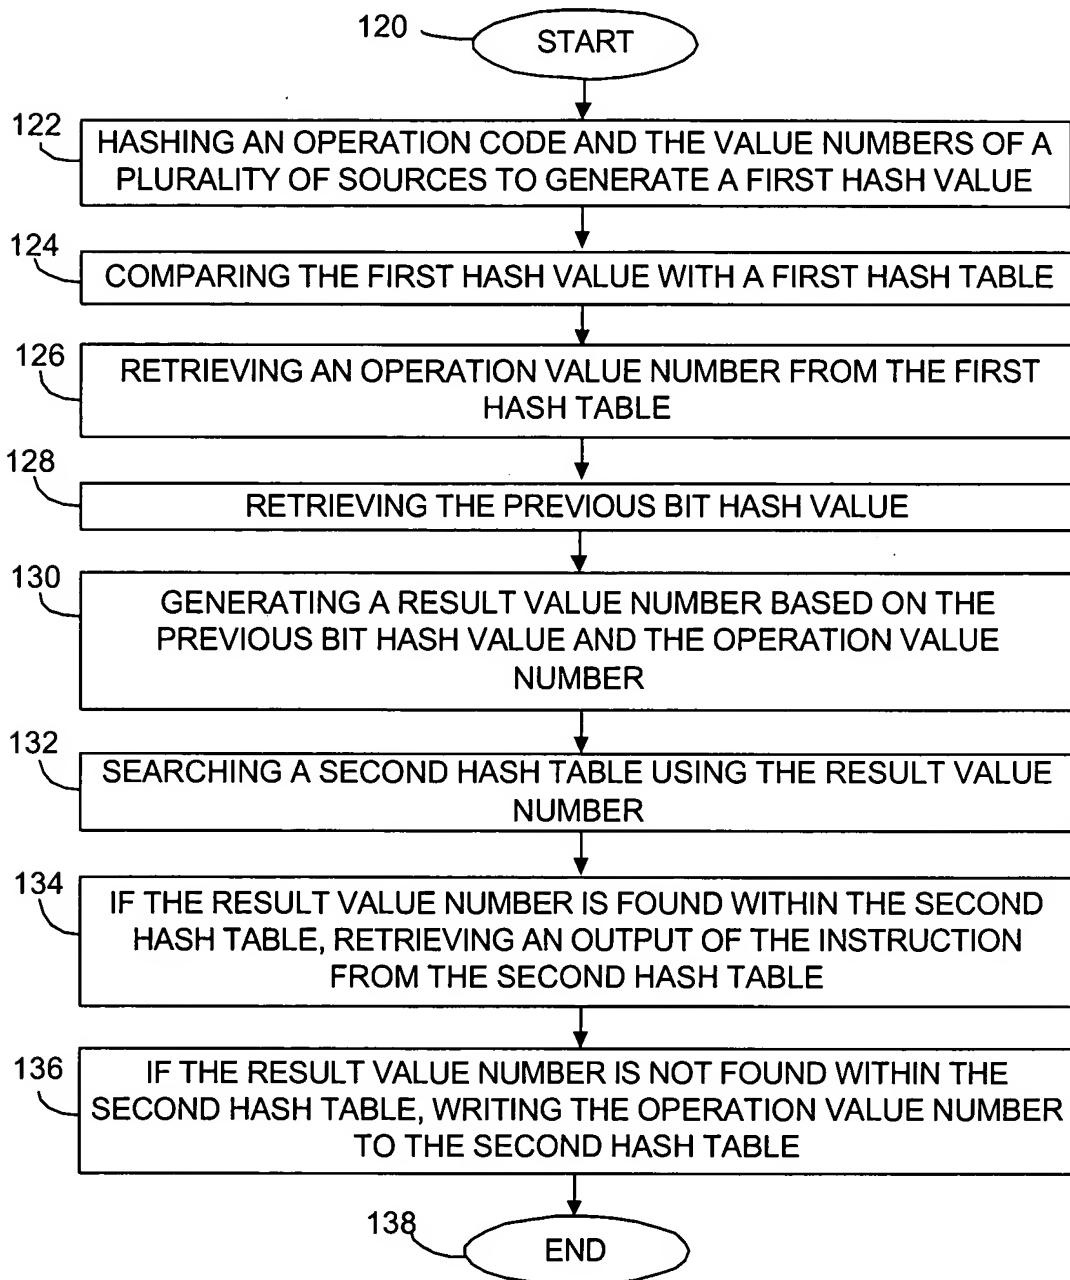 120
START
122
HASHING AN OPERATION CODE AND THE VALUE NUMBERS OF A
PLURALITY OF SOURCES TO GENERATE A FIRST HASH VALUE
124
COMPARING THE FIRST HASH VALUE WITH A FIRST HASH TABLE
126
RETRIEVING AN OPERATION VALUE NUMBER FROM THE FIRST
HASH TABLE
128
RETRIEVING THE PREVIOUS BIT HASH VALUE
130
GENERATING A RESULT VALUE NUMBER BASED ON THE
PREVIOUS BIT HASH VALUE AND THE OPERATION VALUE
NUMBER
132
SEARCHING A SECOND HASH TABLE USING THE RESULT VALUE
NUMBER
134
IF THE RESULT VALUE NUMBER IS FOUND WITHIN THE SECOND
HASH TABLE, RETRIEVING AN OUTPUT OF THE INSTRUCTION
FROM THE SECOND HASH TABLE
136
IF THE RESULT VALUE NUMBER IS NOT FOUND WITHIN THE
SECOND HASH TABLE, WRITING THE OPERATION VALUE NUMBER
TO THE SECOND HASH TABLE
138
END